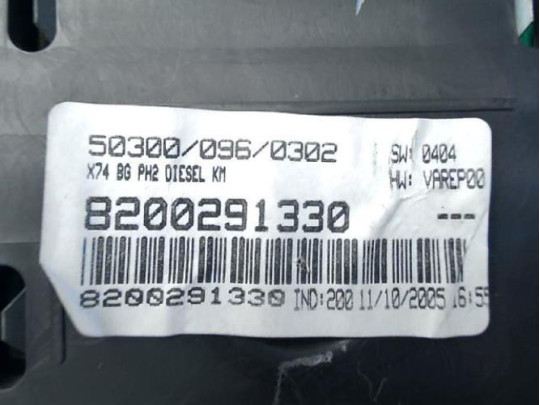 50300/096/0302 SW: 0404
X74 BG PH2 DIESEL KM HW: VAREP00
8200291330 ---
8200291330 IND:200 11/10/2005 16:55